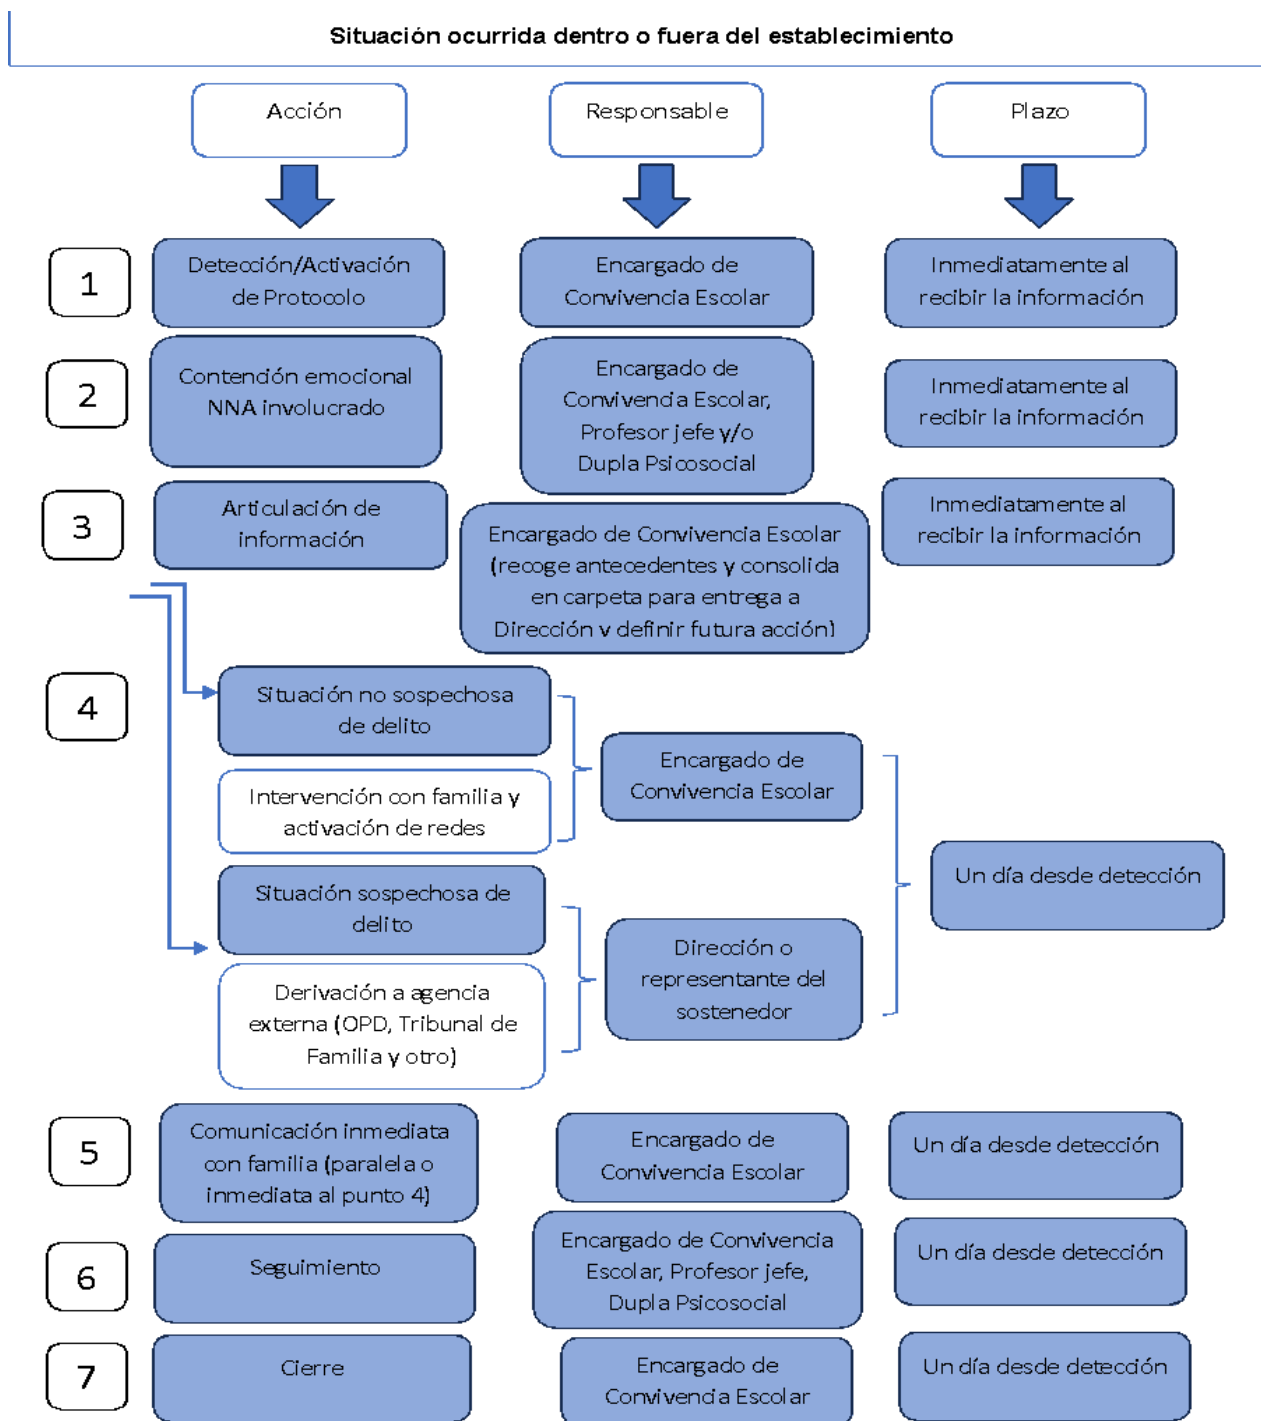 Situación ocurrida dentro o fuera del establecimiento
Acción
Responsable
Plazo
1
Detección/Activación
de Protocolo
Encargado de
Convivencia Escolar
Inmediatamente al
recibir la información
2
Contención emocional
NNA involucrado
Encargado de
Convivencia Escolar,
Profesor jefe y/o
Dupla Psicosocial
Inmediatamente al
recibir la información
3
Articulación de
información
Encargado de Convivencia Escolar
(recoge antecedentes y consolida
en carpeta para entrega a
Dirección y definir futura acción)
Inmediatamente al
recibir la información
4
Situación no sospechosa
de delito
Intervención con familia y
activación de redes
Encargado de
Convivencia Escolar
Situación sospechosa de
delito
Derivación a agencia
externa (OPD, Tribunal de
Familia y otro)
Dirección o
representante del
sostenedor
Un día desde detección
5
Comunicación inmediata
con familia (paralela o
inmediata al punto 4)
Encargado de
Convivencia Escolar
Un día desde detección
6
Seguimiento
Encargado de Convivencia
Escolar, Profesor jefe,
Dupla Psicosocial
Un día desde detección
7
Cierre
Encargado de
Convivencia Escolar
Un día desde detección